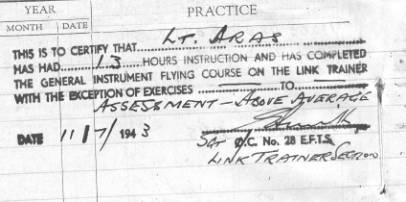 YEAR PRACTICE
MONTH DATE
THIS IS TO CERTIFY THAT LT. ARAS
HAS HAD 13 HOURS INSTRUCTION AND HAS COMPLETED
THE GENERAL INSTRUMENT FLYING COURSE ON THE LINK TRAINER
WITH THE EXCEPTION OF EXERCISES TO
ASSESSMENT – ABOVE AVERAGE
DATE 11/7/1943
Sgt O.C. No. 28 E.F.T.S.
LINK TRAINER SECTION